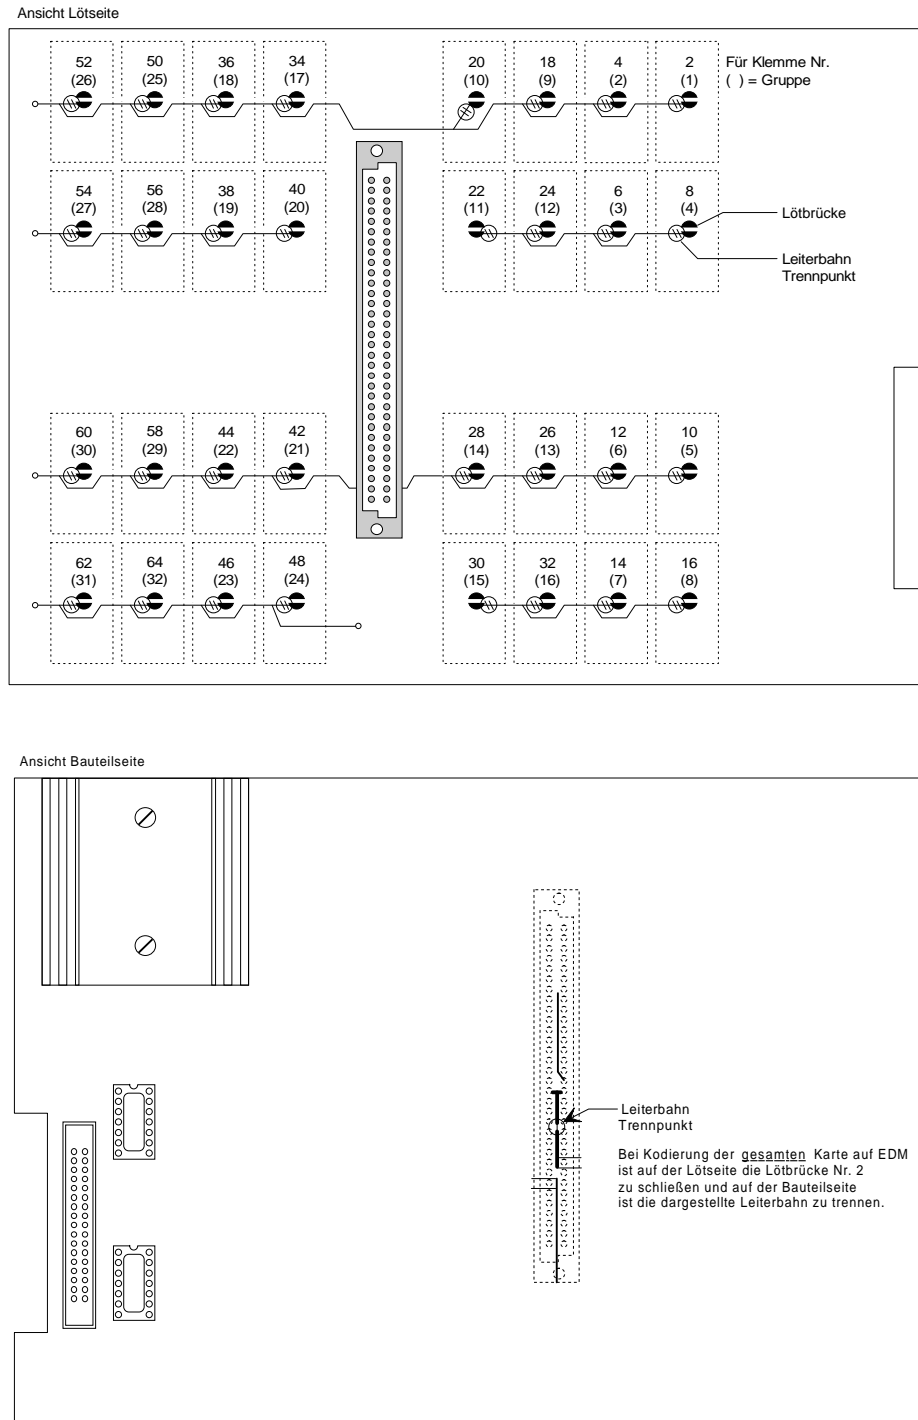 Ansicht Lötseite
52 50 36 34 20 18 4 2 Für Klemme Nr.
(26) (25) (18) (17) (10) (9) (2) (1) ( ) = Gruppe
54 56 38 40 22 24 6 8
(27) (28) (19) (20) (11) (12) (3) (4) Lötbrücke
Leiterbahn
Trennpunkt
60 58 44 42 28 26 12 10
(30) (29) (22) (21) (14) (13) (6) (5)
62 64 46 48 30 32 14 16
(31) (32) (23) (24) (15) (16) (7) (8)
Ansicht Bauteilseite
Leiterbahn
Trennpunkt
Bei Kodierung der gesamten Karte auf EDM
ist auf der Lötseite die Lötbrücke Nr. 2
zu schließen und auf der Bauteilseite
ist die dargestellte Leiterbahn zu trennen.